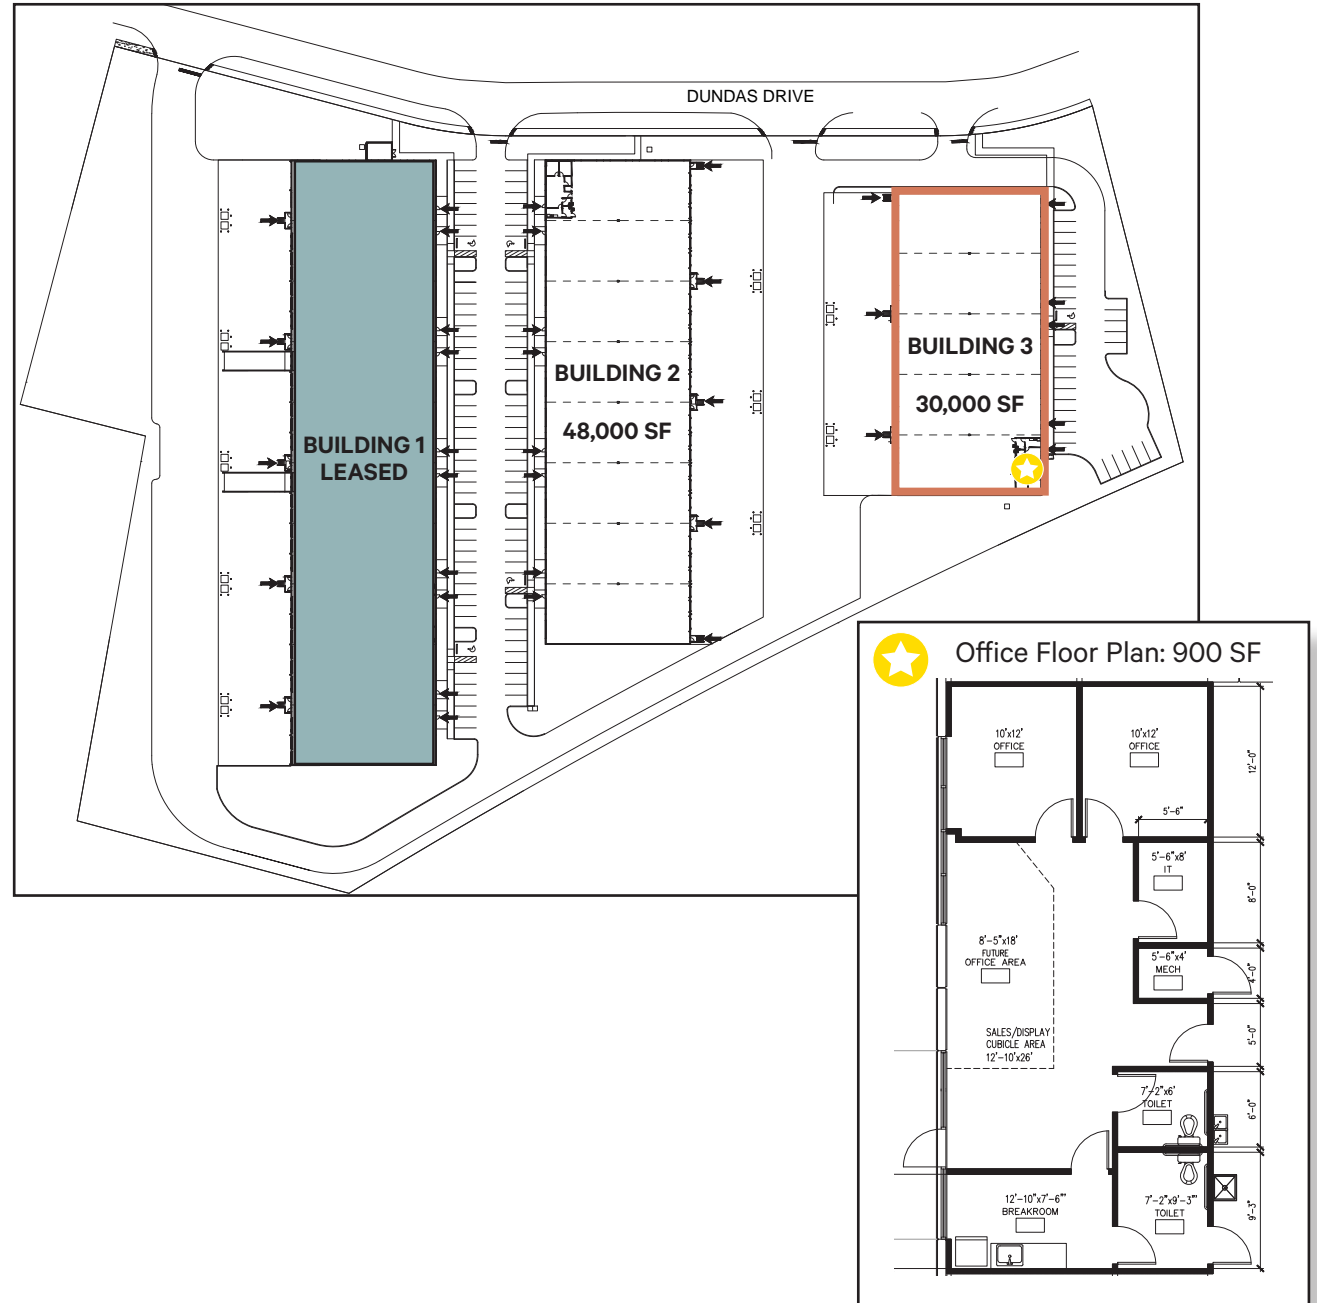 DUNDAS DRIVE
BUILDING 1
LEASED
BUILDING 2
48,000 SF
BUILDING 3
30,000 SF
Office Floor Plan: 900 SF
10'x12'
OFFICE
10'x12'
OFFICE
12'-0"
5'-6"
5'-6"x8'
IT
8'-0"
8'-5"x18'
FUTURE
OFFICE AREA
5'-6"x4'
MECH
4'-0"
SALES/DISPLAY
CUBICLE AREA
12'-10'x26'
5'-0"
7'-2"x6'
TOILET
6'-0"
12'-10"x7'-6"'
BREAKROOM
7'-2"x9'-3"'
TOILET
9'-3"